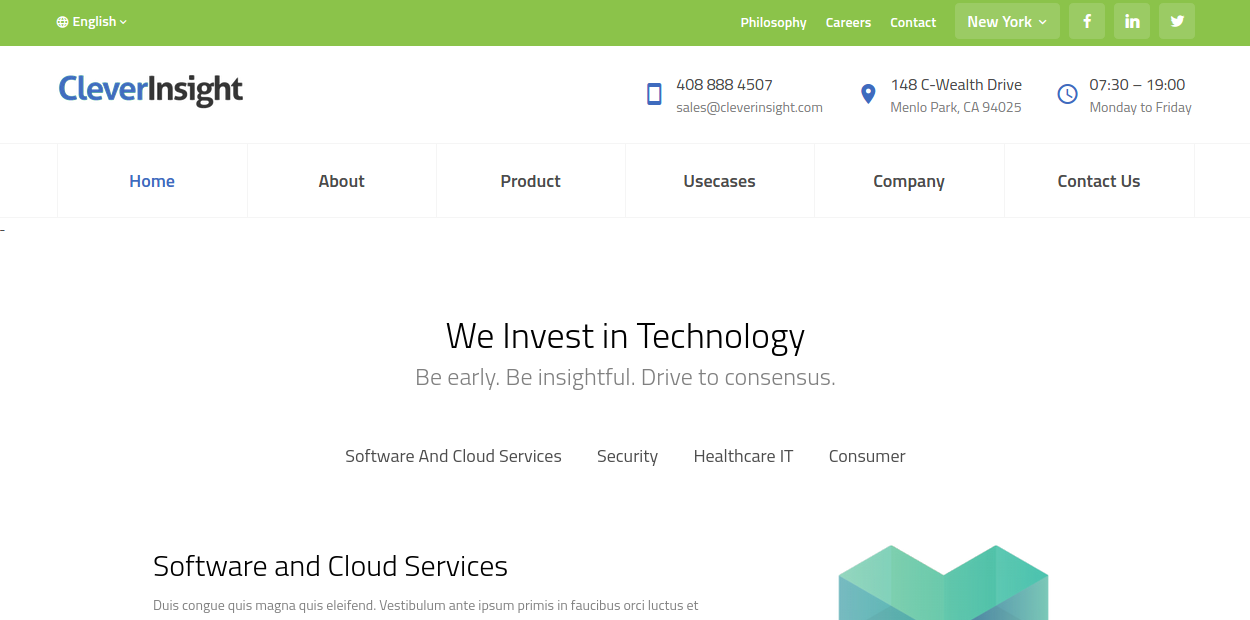 English
Philosophy Careers Contact New York
CleverInsight
408 888 4507
sales@cleverinsight.com
148 C-Wealth Drive
Menlo Park, CA 94025
07:30 – 19:00
Monday to Friday
Home About Product Usecases Company Contact Us
-
We Invest in Technology
Be early. Be insightful. Drive to consensus.
Software And Cloud Services Security Healthcare IT Consumer
Software and Cloud Services
Duis congue quis magna quis eleifend. Vestibulum ante ipsum primis in faucibus orci luctus et